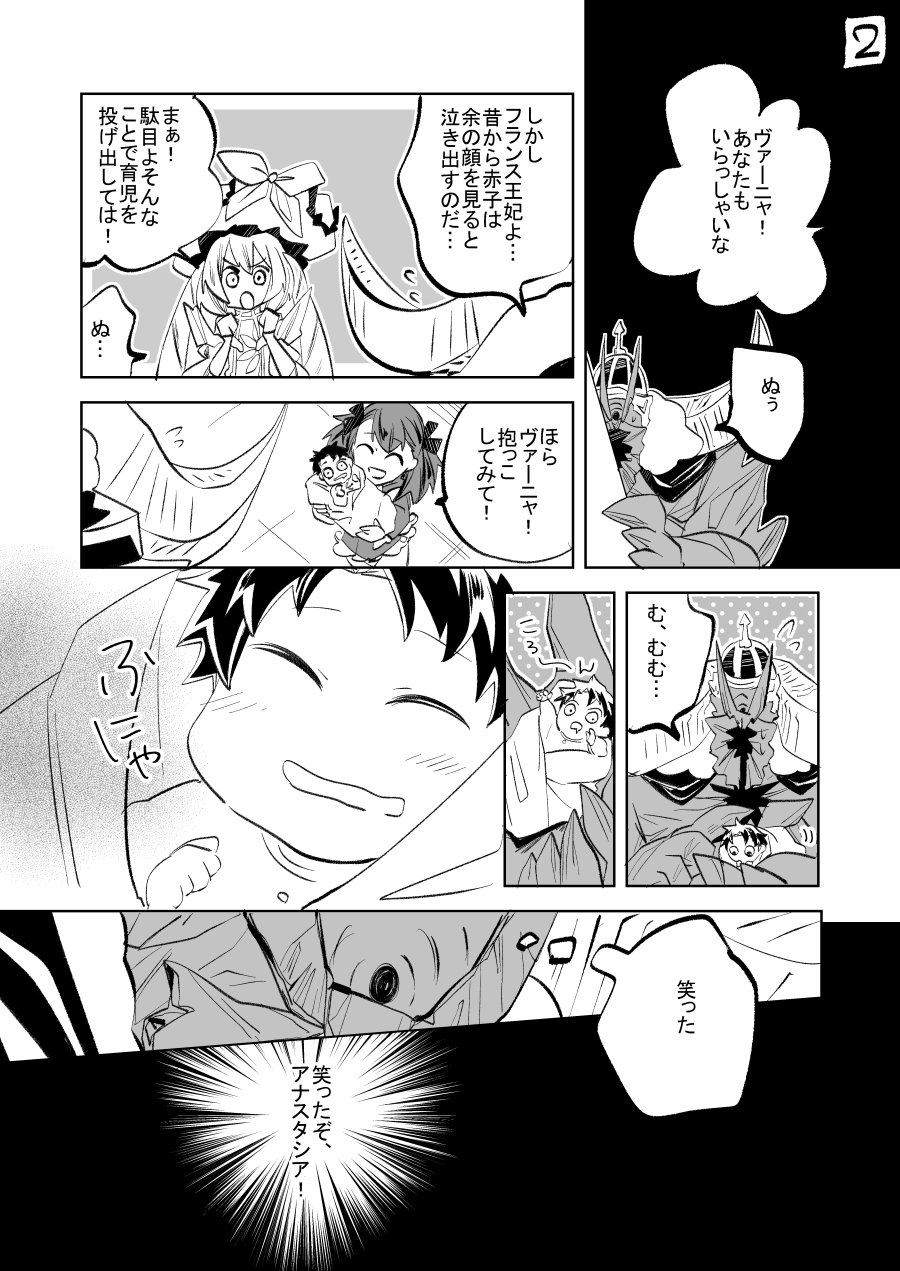 2
ヴァーニャ！
あなたも
いらっしゃいな
ぬぅ
しかし
フランス王妃よ…
昔から赤子は
余の顔を見ると
泣き出すのだ…
まぁ！
駄目よそんな
ことで育児を
投げ出しては！
ぬ…
ほら
ヴァーニャ！
抱っこ
してみて！
む、むむ…
ころ〜ん
ふにゃ
笑った
笑ったぞ、
アナスタシア！